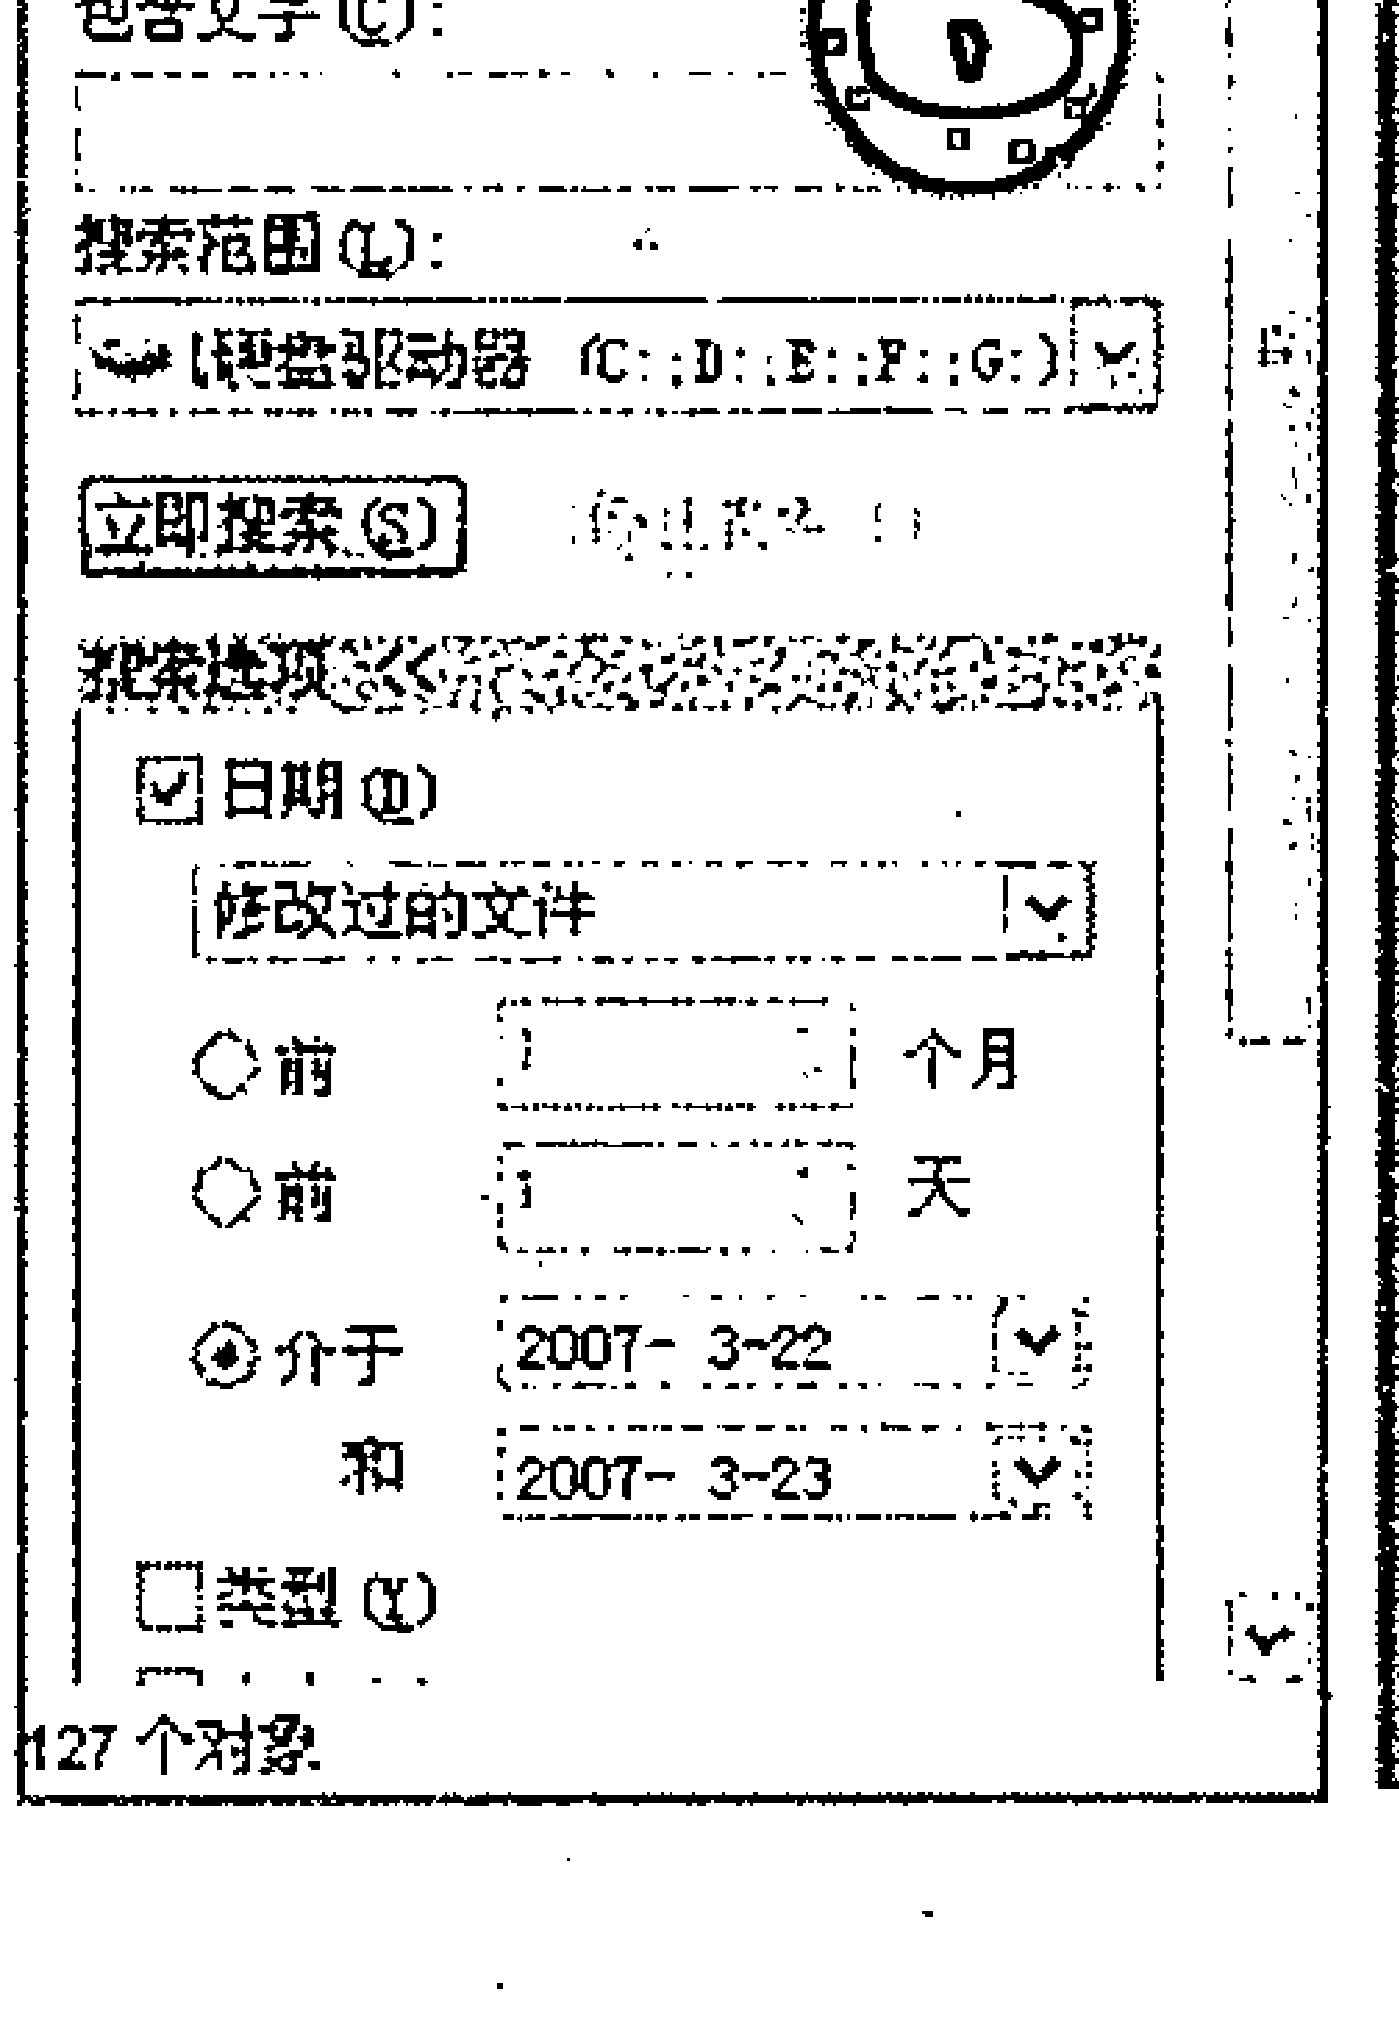 包含文字(C):
搜索范围(L):
(硬盘驱动器 (C:;D:;E:;F:;G:)
立即搜索(S)
搜索选项 <<
日期(D)
修改过的文件
前 1 个月
前 1 天
介于 2007- 3-22
和 2007- 3-23
类型(Y)
127 个对象